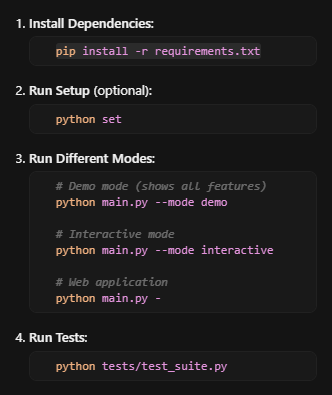 1. Install Dependencies:
pip install -r requirements.txt
2. Run Setup (optional):
python set
3. Run Different Modes:
# Demo mode (shows all features)
python main.py --mode demo
# Interactive mode
python main.py --mode interactive
# Web application
python main.py -
4. Run Tests:
python tests/test_suite.py